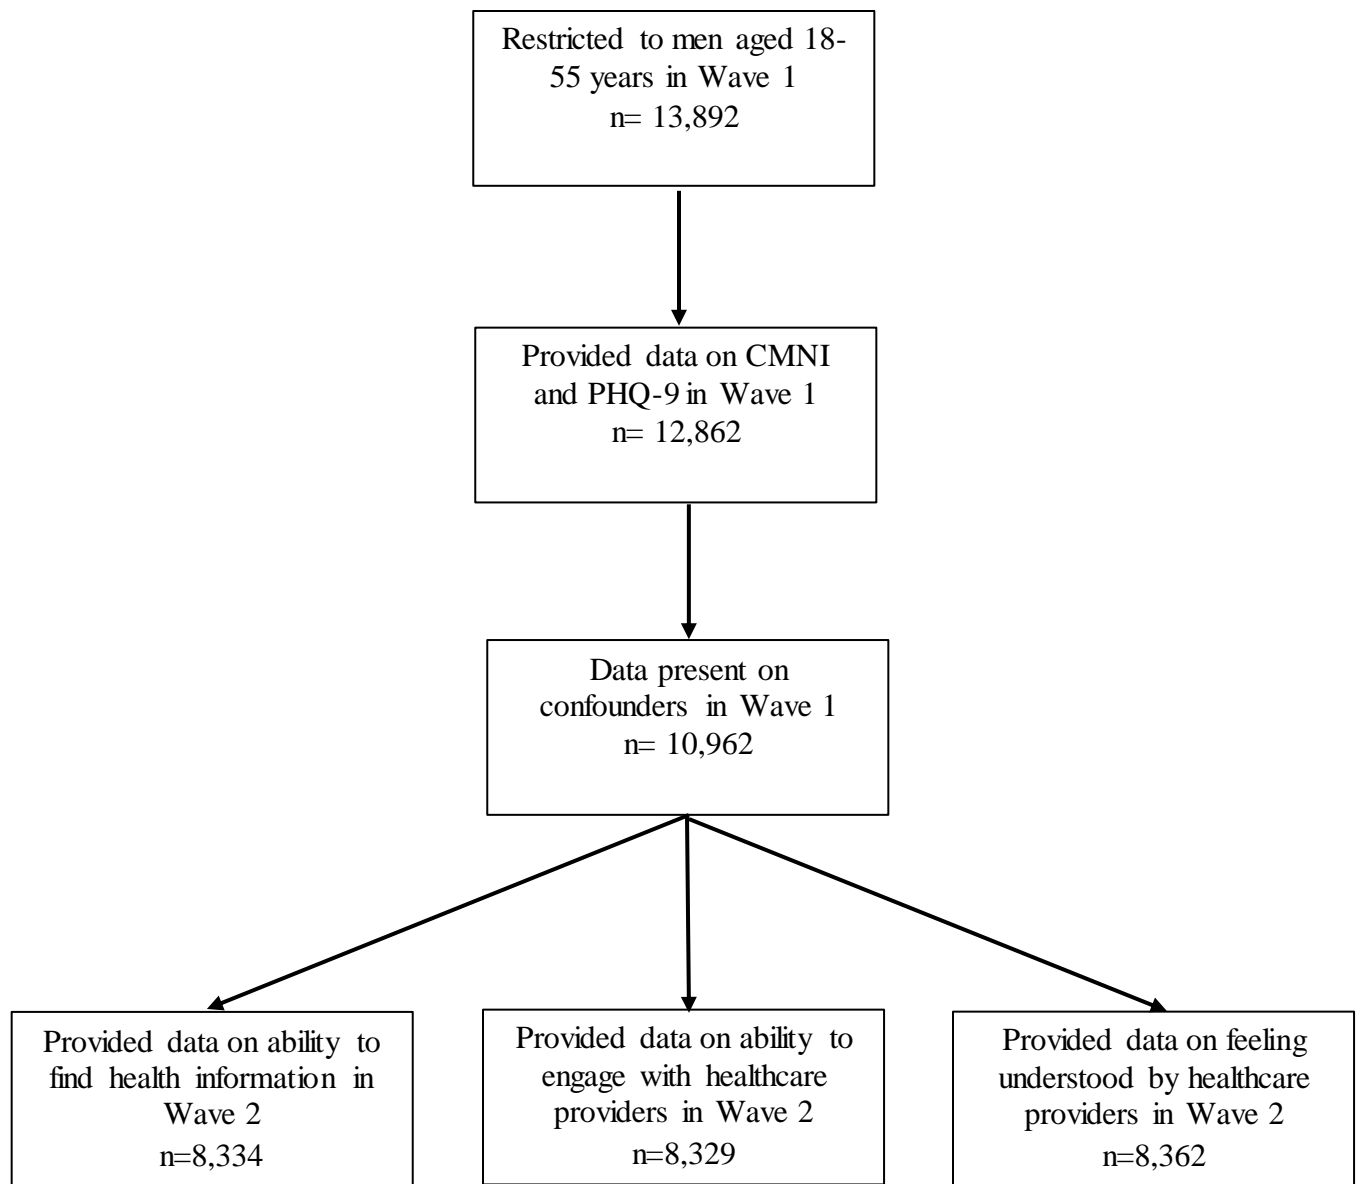 Restricted to men aged 18-
55 years in Wave 1
n= 13,892
Provided data on CMNI
and PHQ-9 in Wave 1
n= 12,862
Data present on
confounders in Wave 1
n= 10,962
Provided data on ability to
find health information in
Wave 2
n=8,334
Provided data on ability to
engage with healthcare
providers in Wave 2
n=8,329
Provided data on feeling
understood by healthcare
providers in Wave 2
n=8,362